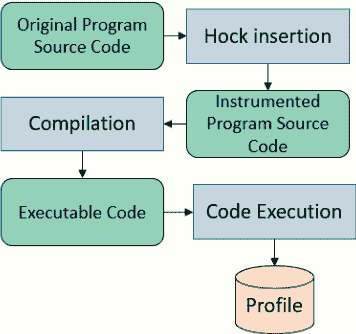 Original Program
Source Code
Hock insertion
Instrumented
Program Source
Code
Compilation
Executable Code
Code Execution
Profile